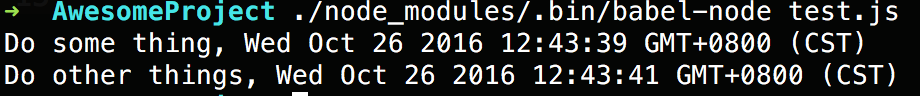 ➜ AwesomeProject ./node_modules/.bin/babel-node test.js
Do some thing, Wed Oct 26 2016 12:43:39 GMT+0800 (CST)
Do other things, Wed Oct 26 2016 12:43:41 GMT+0800 (CST)